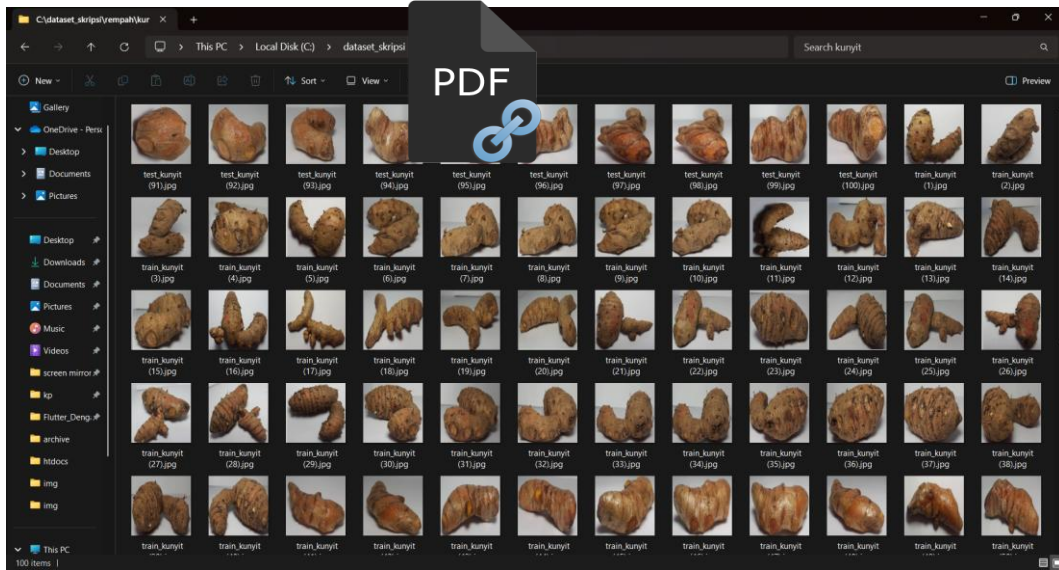 C:\dataset_skripsi\rempah\kur
This PC > Local Disk (C:) > dataset_skripsi
Search kunyit
New
Sort
View
Preview
PDF
Gallery
OneDrive - Pers
Desktop
Documents
Pictures
Desktop
Downloads
Documents
Pictures
Music
Videos
screen mirror
kp
Flutter_Deng
archive
htdocs
img
img
This PC
test_kunyit (91).jpg
test_kunyit (92).jpg
test_kunyit (93).jpg
test_kunyit (94).jpg
test_kunyit (95).jpg
test_kunyit (96).jpg
test_kunyit (97).jpg
test_kunyit (98).jpg
test_kunyit (99).jpg
test_kunyit (100).jpg
train_kunyit (1).jpg
train_kunyit (2).jpg
train_kunyit (3).jpg
train_kunyit (4).jpg
train_kunyit (5).jpg
train_kunyit (6).jpg
train_kunyit (7).jpg
train_kunyit (8).jpg
train_kunyit (9).jpg
train_kunyit (10).jpg
train_kunyit (11).jpg
train_kunyit (12).jpg
train_kunyit (13).jpg
train_kunyit (14).jpg
train_kunyit (15).jpg
train_kunyit (16).jpg
train_kunyit (17).jpg
train_kunyit (18).jpg
train_kunyit (19).jpg
train_kunyit (20).jpg
train_kunyit (21).jpg
train_kunyit (22).jpg
train_kunyit (23).jpg
train_kunyit (24).jpg
train_kunyit (25).jpg
train_kunyit (26).jpg
train_kunyit (27).jpg
train_kunyit (28).jpg
train_kunyit (29).jpg
train_kunyit (30).jpg
train_kunyit (31).jpg
train_kunyit (32).jpg
train_kunyit (33).jpg
train_kunyit (34).jpg
train_kunyit (35).jpg
train_kunyit (36).jpg
train_kunyit (37).jpg
train_kunyit (38).jpg
train_kunyit
train_kunyit
train_kunyit
train_kunyit
train_kunyit
train_kunyit
train_kunyit
train_kunyit
train_kunyit
train_kunyit
train_kunyit
train_kunyit
100 items